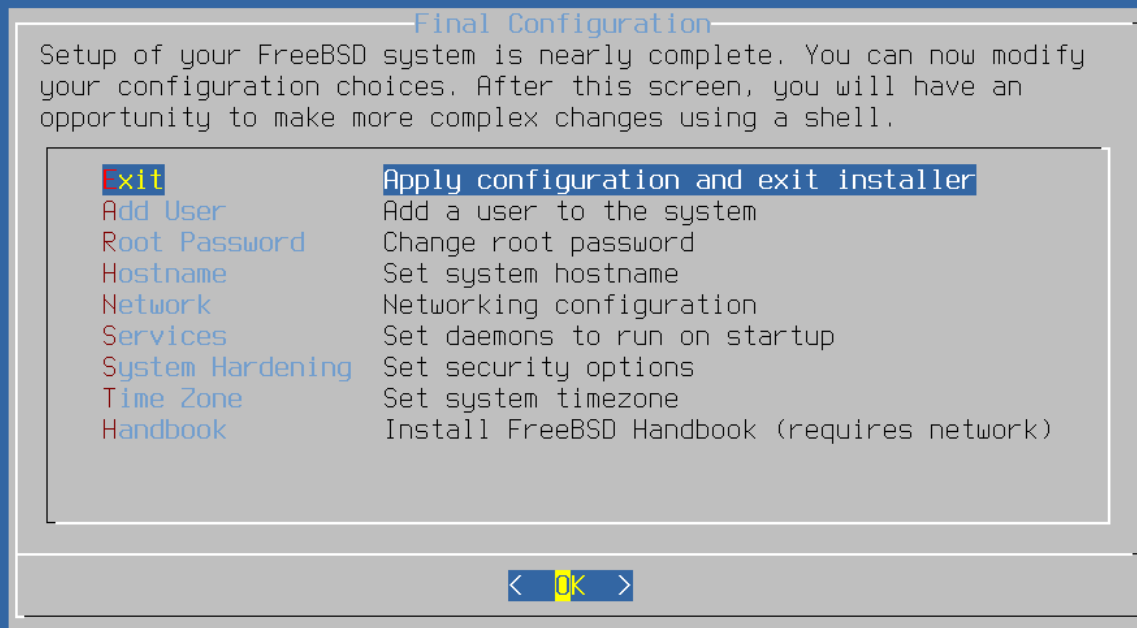 Final Configuration
Setup of your FreeBSD system is nearly complete. You can now modify
your configuration choices. After this screen, you will have an
opportunity to make more complex changes using a shell.
Exit Apply configuration and exit installer
Add User Add a user to the system
Root Password Change root password
Hostname Set system hostname
Network Networking configuration
Services Set daemons to run on startup
System Hardening Set security options
Time Zone Set system timezone
Handbook Install FreeBSD Handbook (requires network)
< OK >